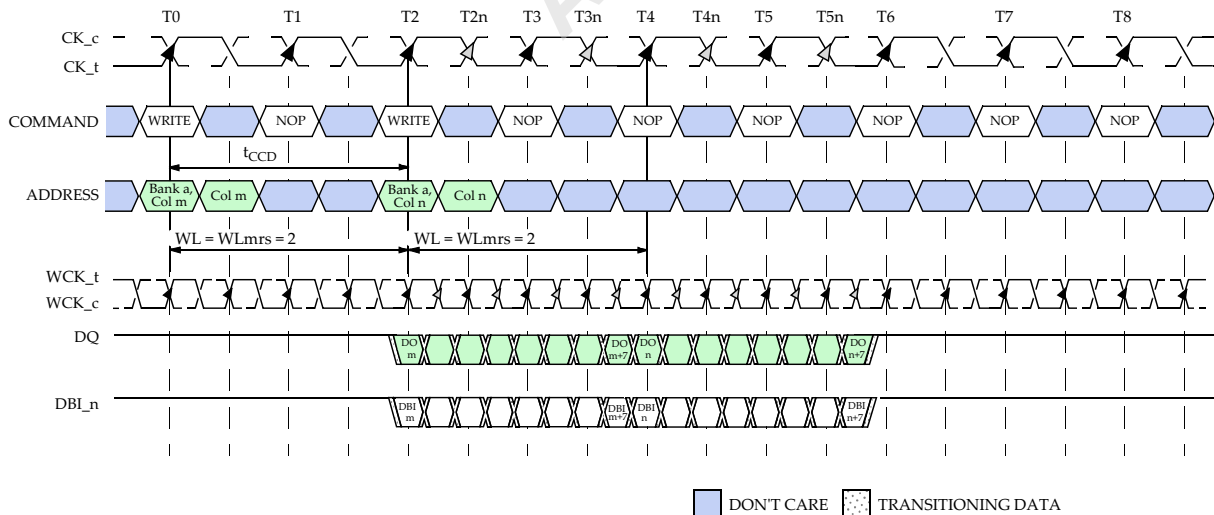 T0 T1 T2 T2n T3 T3n T4 T4n T5 T5n T6 T7 T8
CK_c
CK_t
COMMAND WRITE NOP WRITE NOP NOP NOP NOP NOP NOP
tCCD
ADDRESS Bank a, Col m Bank a, Col n
Col m Col n
WL = WLmrs = 2 WL = WLmrs = 2
WCK_t
WCK_c
DQ
DO DO DO DO
m m+7 n n+7
DBI_n
DBI DBI DBI DBI
m m+7 n n+7
DON'T CARE TRANSITIONING DATA